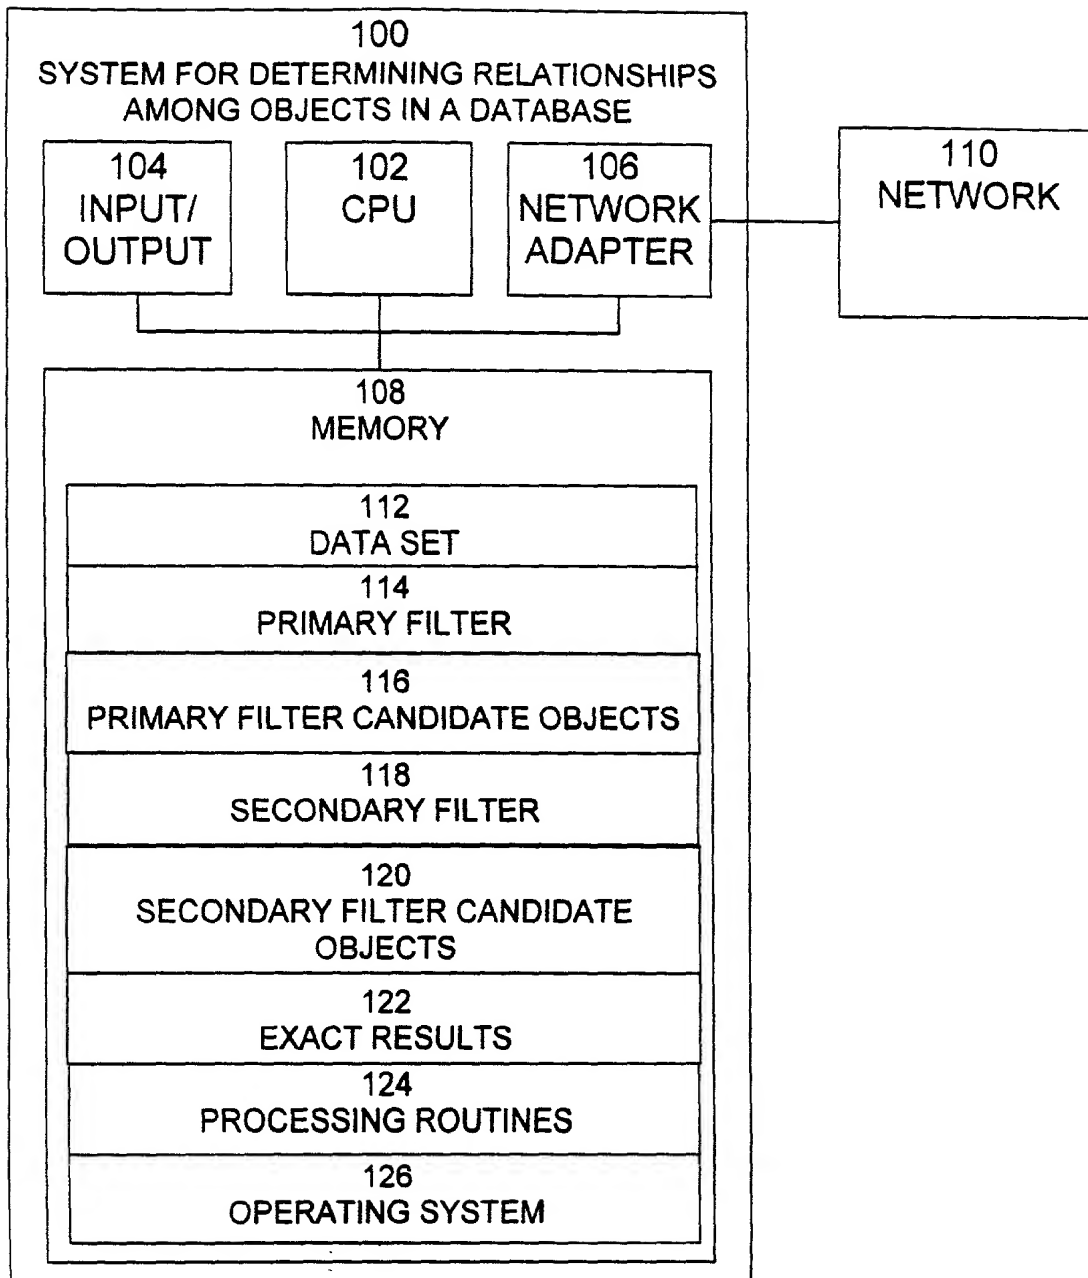 100
SYSTEM FOR DETERMINING RELATIONSHIPS
AMONG OBJECTS IN A DATABASE
104
INPUT/
OUTPUT
102
CPU
106
NETWORK
ADAPTER
110
NETWORK
108
MEMORY
112
DATA SET
114
PRIMARY FILTER
116
PRIMARY FILTER CANDIDATE OBJECTS
118
SECONDARY FILTER
120
SECONDARY FILTER CANDIDATE
OBJECTS
122
EXACT RESULTS
124
PROCESSING ROUTINES
126
OPERATING SYSTEM